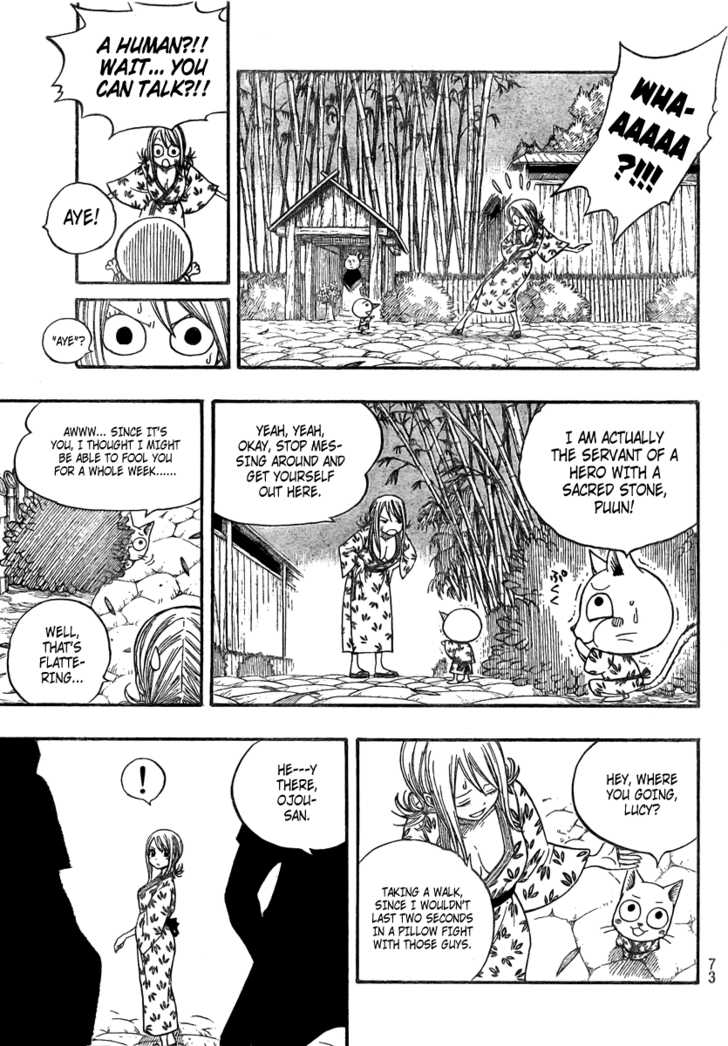 WHA-
AAAAA
?!!!
A HUMAN?!!
WAIT... YOU
CAN TALK?!!
AYE!
"AYE"?
I AM ACTUALLY
THE SERVANT OF A
HERO WITH A
SACRED STONE,
PUUN!
ぷくく
YEAH, YEAH,
OKAY, STOP MES-
SING AROUND AND
GET YOURSELF
OUT HERE.
AWWW... SINCE IT'S
YOU, I THOUGHT I MIGHT
BE ABLE TO FOOL YOU
FOR A WHOLE WEEK......
WELL,
THAT'S
FLATTE-
RING...
HEY, WHERE
YOU GOING,
LUCY?
TAKING A WALK,
SINCE I WOULDN'T
LAST TWO SECONDS
IN A PILLOW FIGHT
WITH THOSE GUYS.
HE---Y
THERE,
OJOU-
SAN.
!
73